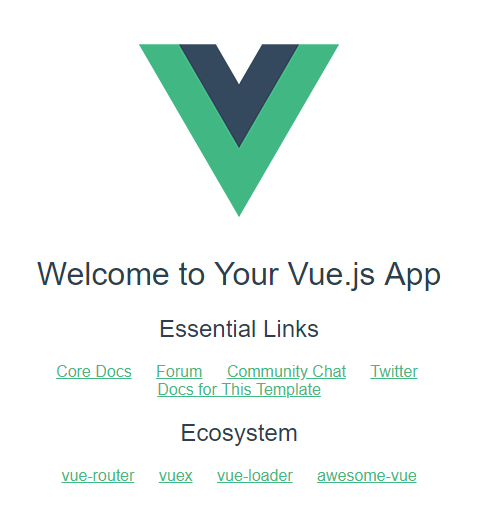 Welcome to Your Vue.js App
Essential Links
Core Docs Forum Community Chat Twitter
Docs for This Template
Ecosystem
vue-router vuex vue-loader awesome-vue